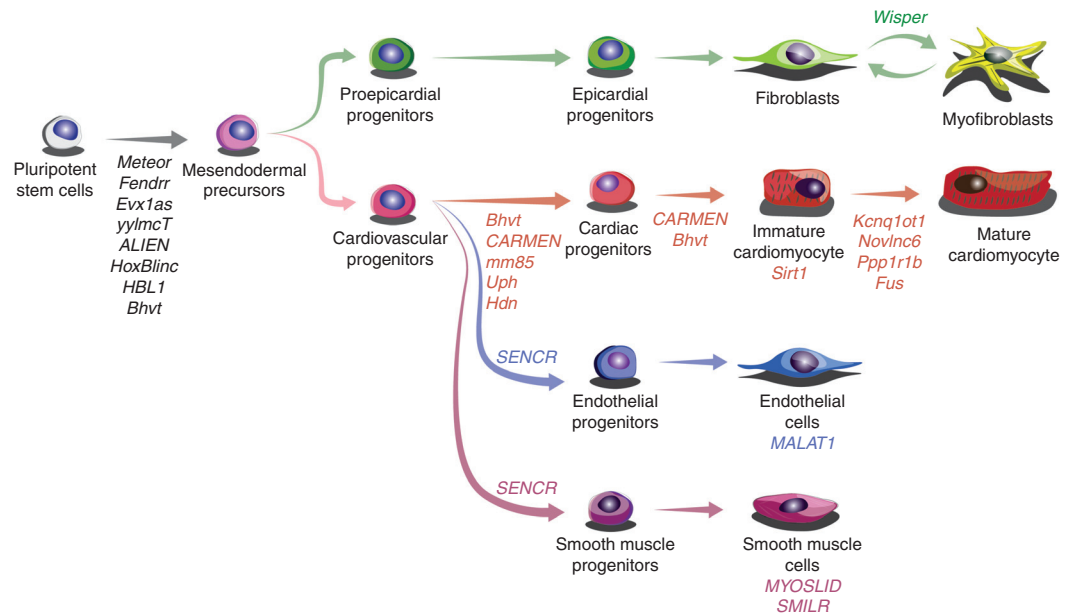 Wisper
Proepicardial
progenitors
Epicardial
progenitors
Fibroblasts
Myofibroblasts
Pluripotent
stem cells
Meteor
Fendrr
Evx1as
yylmcT
ALIEN
HoxBlinc
HBL1
Bhvt
Mesendodermal
precursors
Cardiovascular
progenitors
Bhvt
CARMEN
mm85
Uph
Hdn
Cardiac
progenitors
CARMEN
Bhvt
Immature
cardiomyocyte
Sirt1
Kcnq1ot1
Novlnc6
Ppp1r1b
Fus
Mature
cardiomyocyte
SENCR
Endothelial
progenitors
Endothelial
cells
MALAT1
SENCR
Smooth muscle
progenitors
Smooth muscle
cells
MYOSLID
SMILR